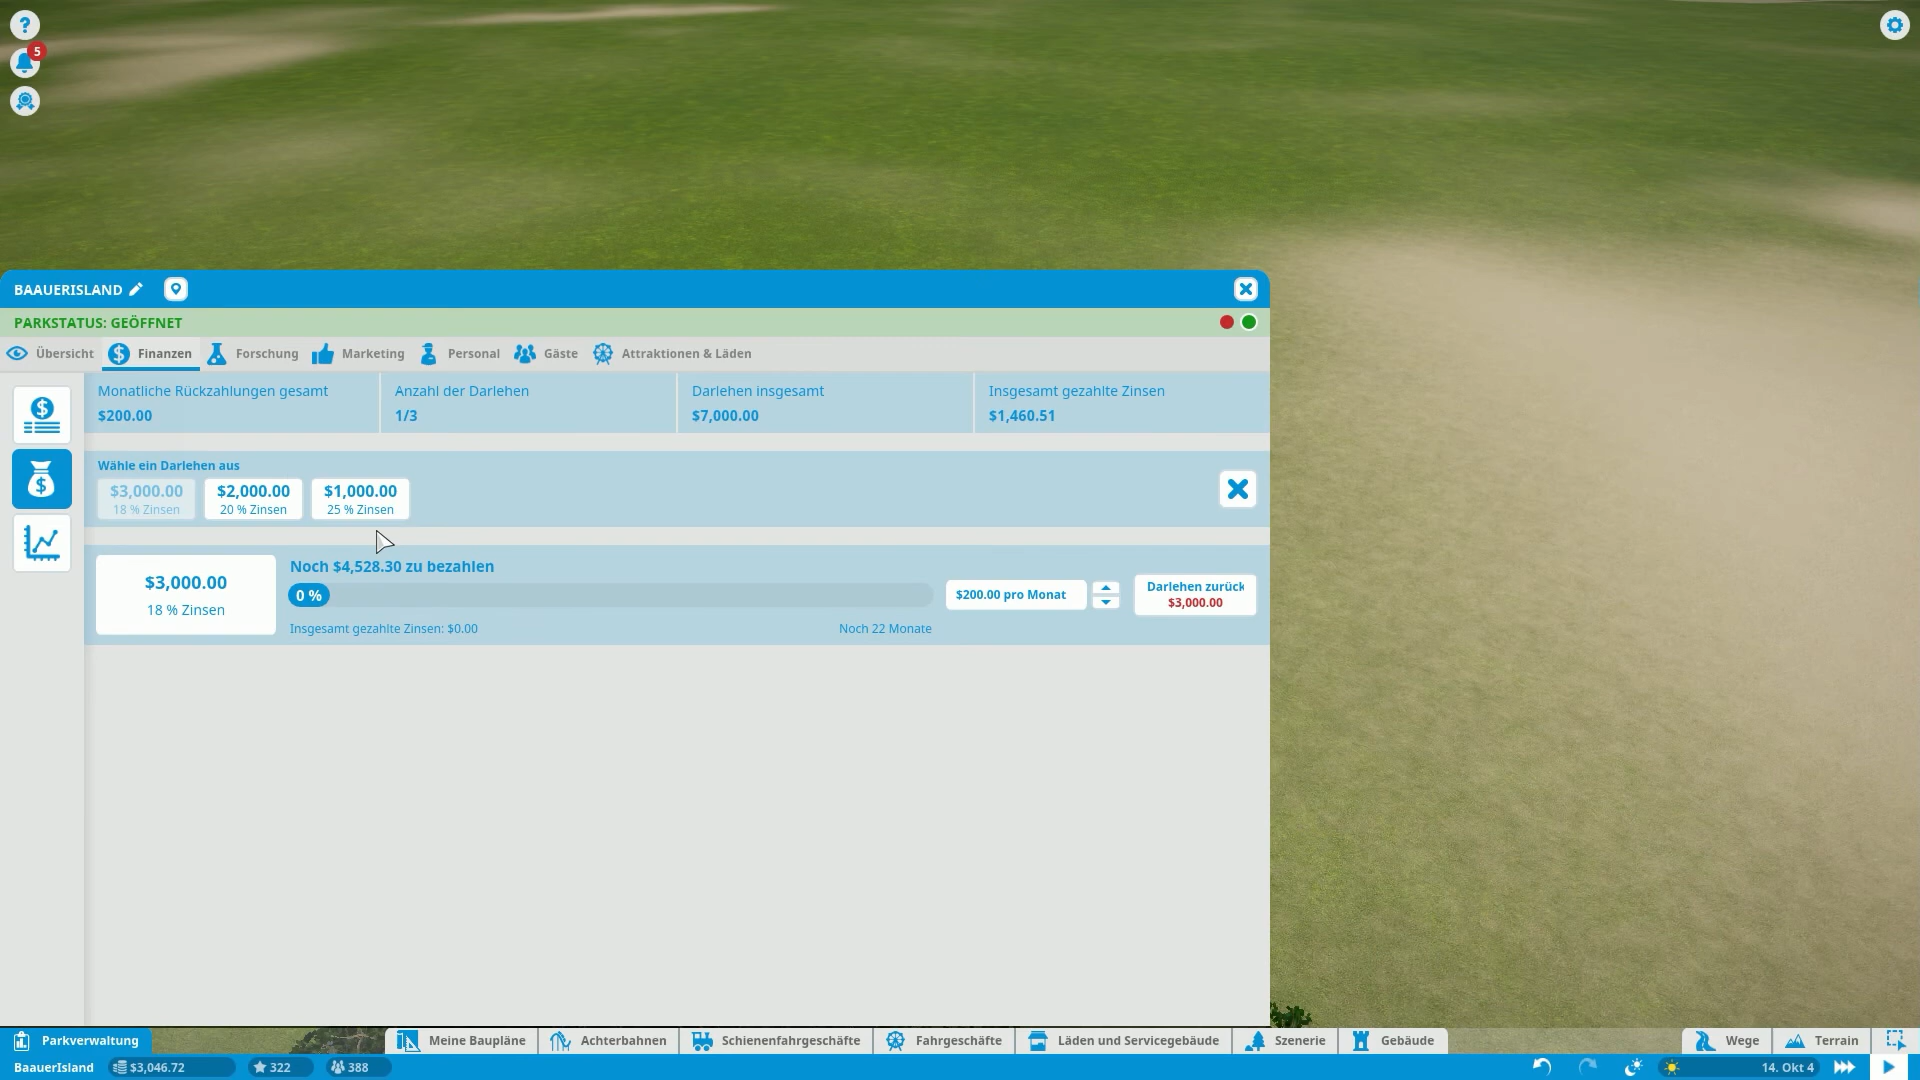 ?
5
BAAUERISLAND
PARKSTATUS: GEÖFFNET
Übersicht
Finanzen
Forschung
Marketing
Personal
Gäste
Attraktionen & Läden
Monatliche Rückzahlungen gesamt
$200.00
Anzahl der Darlehen
1/3
Darlehen insgesamt
$7,000.00
Insgesamt gezahlte Zinsen
$1,460.51
Wähle ein Darlehen aus
$3,000.00
18 % Zinsen
$2,000.00
20 % Zinsen
$1,000.00
25 % Zinsen
$3,000.00
18 % Zinsen
Noch $4,528.30 zu bezahlen
0 %
Insgesamt gezahlte Zinsen: $0.00
Noch 22 Monate
$200.00 pro Monat
Darlehen zurück
$3,000.00
Parkverwaltung
Meine Baupläne
Achterbahnen
Schienenfahrgeschäfte
Fahrgeschäfte
Läden und Servicegebäude
Szenerie
Gebäude
Wege
Terrain
BaauerIsland
$3,046.72
322
388
14. Okt 4